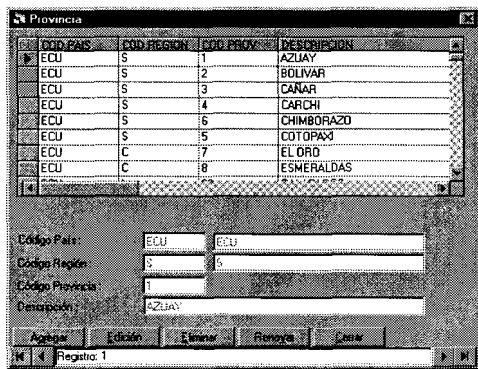 Provincia
COD PAIS COD REGION COD PROV DESCRIPCION
ECU S 1 AZUAY
ECU S 2 BOLIVAR
ECU S 3 CAÑAR
ECU S 4 CARCHI
ECU S 6 CHIMBORAZO
ECU S 5 COTOPAXI
ECU C 7 EL ORO
ECU C 8 ESMERALDAS
Código País: ECU ECU
Código Región: S S
Código Provincia: 1
Descripción: AZUAY
Agregar Edición Eliminar Renovar Cerrar
Registro: 1